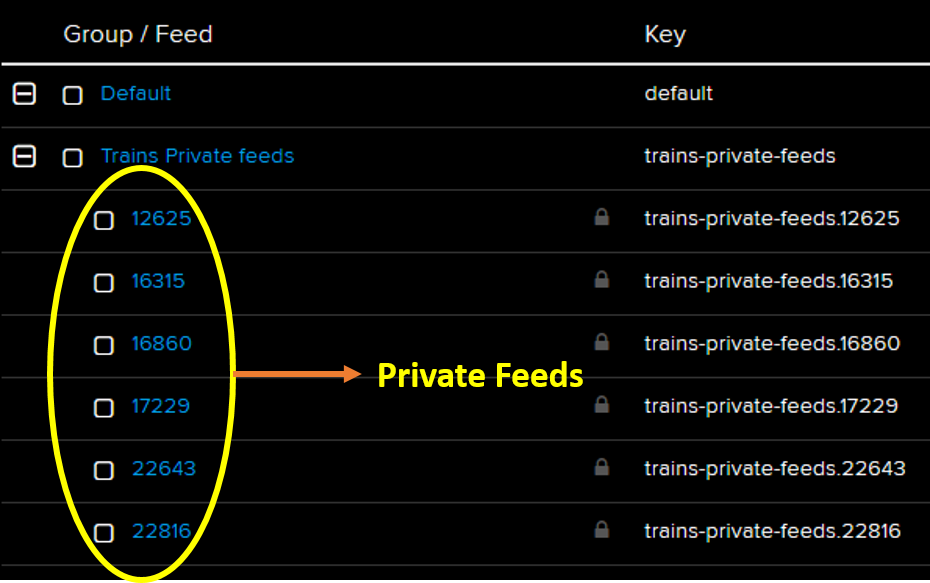 Group / Feed Key
Default default
Trains Private feeds trains-private-feeds
12625 trains-private-feeds.12625
16315 trains-private-feeds.16315
16860 trains-private-feeds.16860
Private Feeds
17229 trains-private-feeds.17229
22643 trains-private-feeds.22643
22816 trains-private-feeds.22816